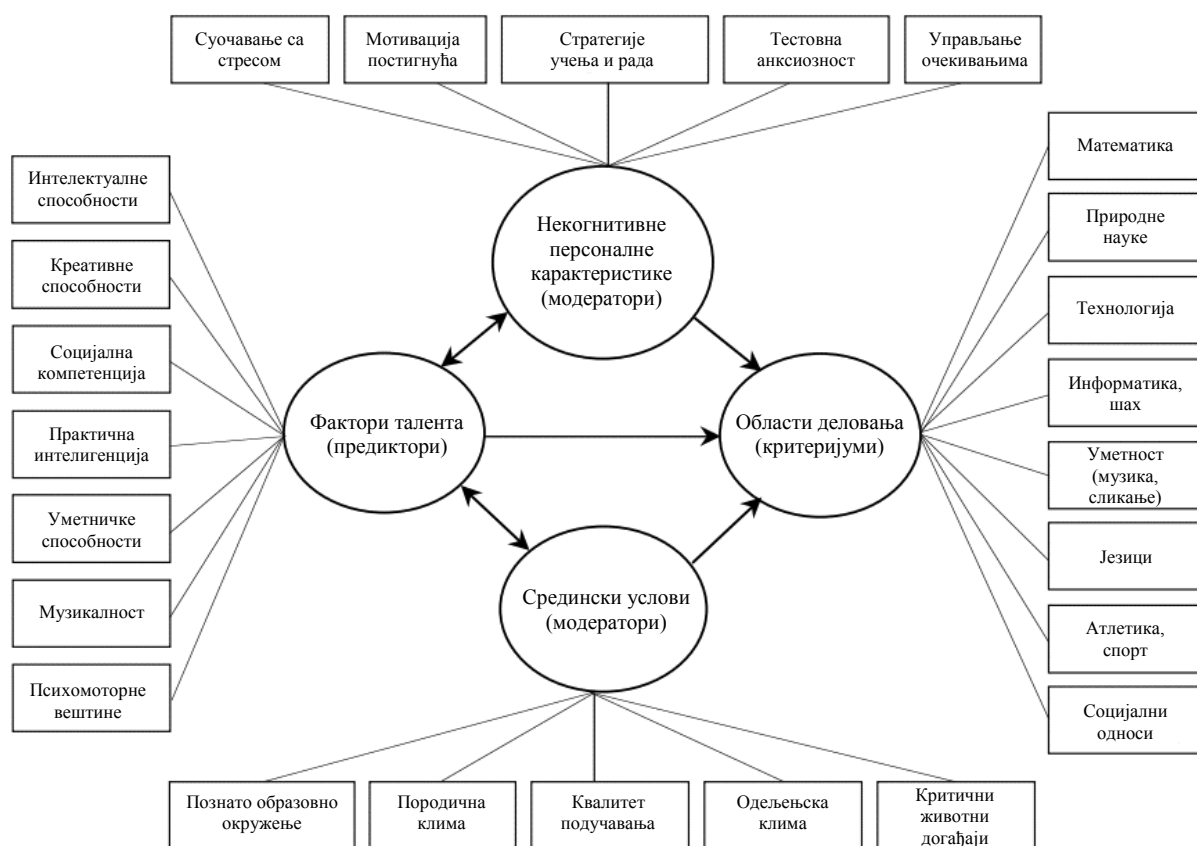 Суочавање са
стресом
Мотивација
постигнућа
Стратегије
учења и рада
Тестовна
анксиозност
Управљање
очекивањима
Интелектуалне
способности
Креативне
способности
Социјална
компетенција
Практична
интелигенција
Уметничке
способности
Музикалност
Психомоторне
вештине
Некогнитивне
персоналне
карактеристике
(модератори)
Фактори талента
(предиктори)
Области деловања
(критеријуми)
Средински услови
(модератори)
Математика
Природне
науке
Технологија
Информатика,
шах
Уметност
(музика,
сликање)
Језици
Атлетика,
спорт
Социјални
односи
Познато образовно
окружење
Породична
клима
Квалитет
подучавања
Одељењска
клима
Критични
животни
догађаји